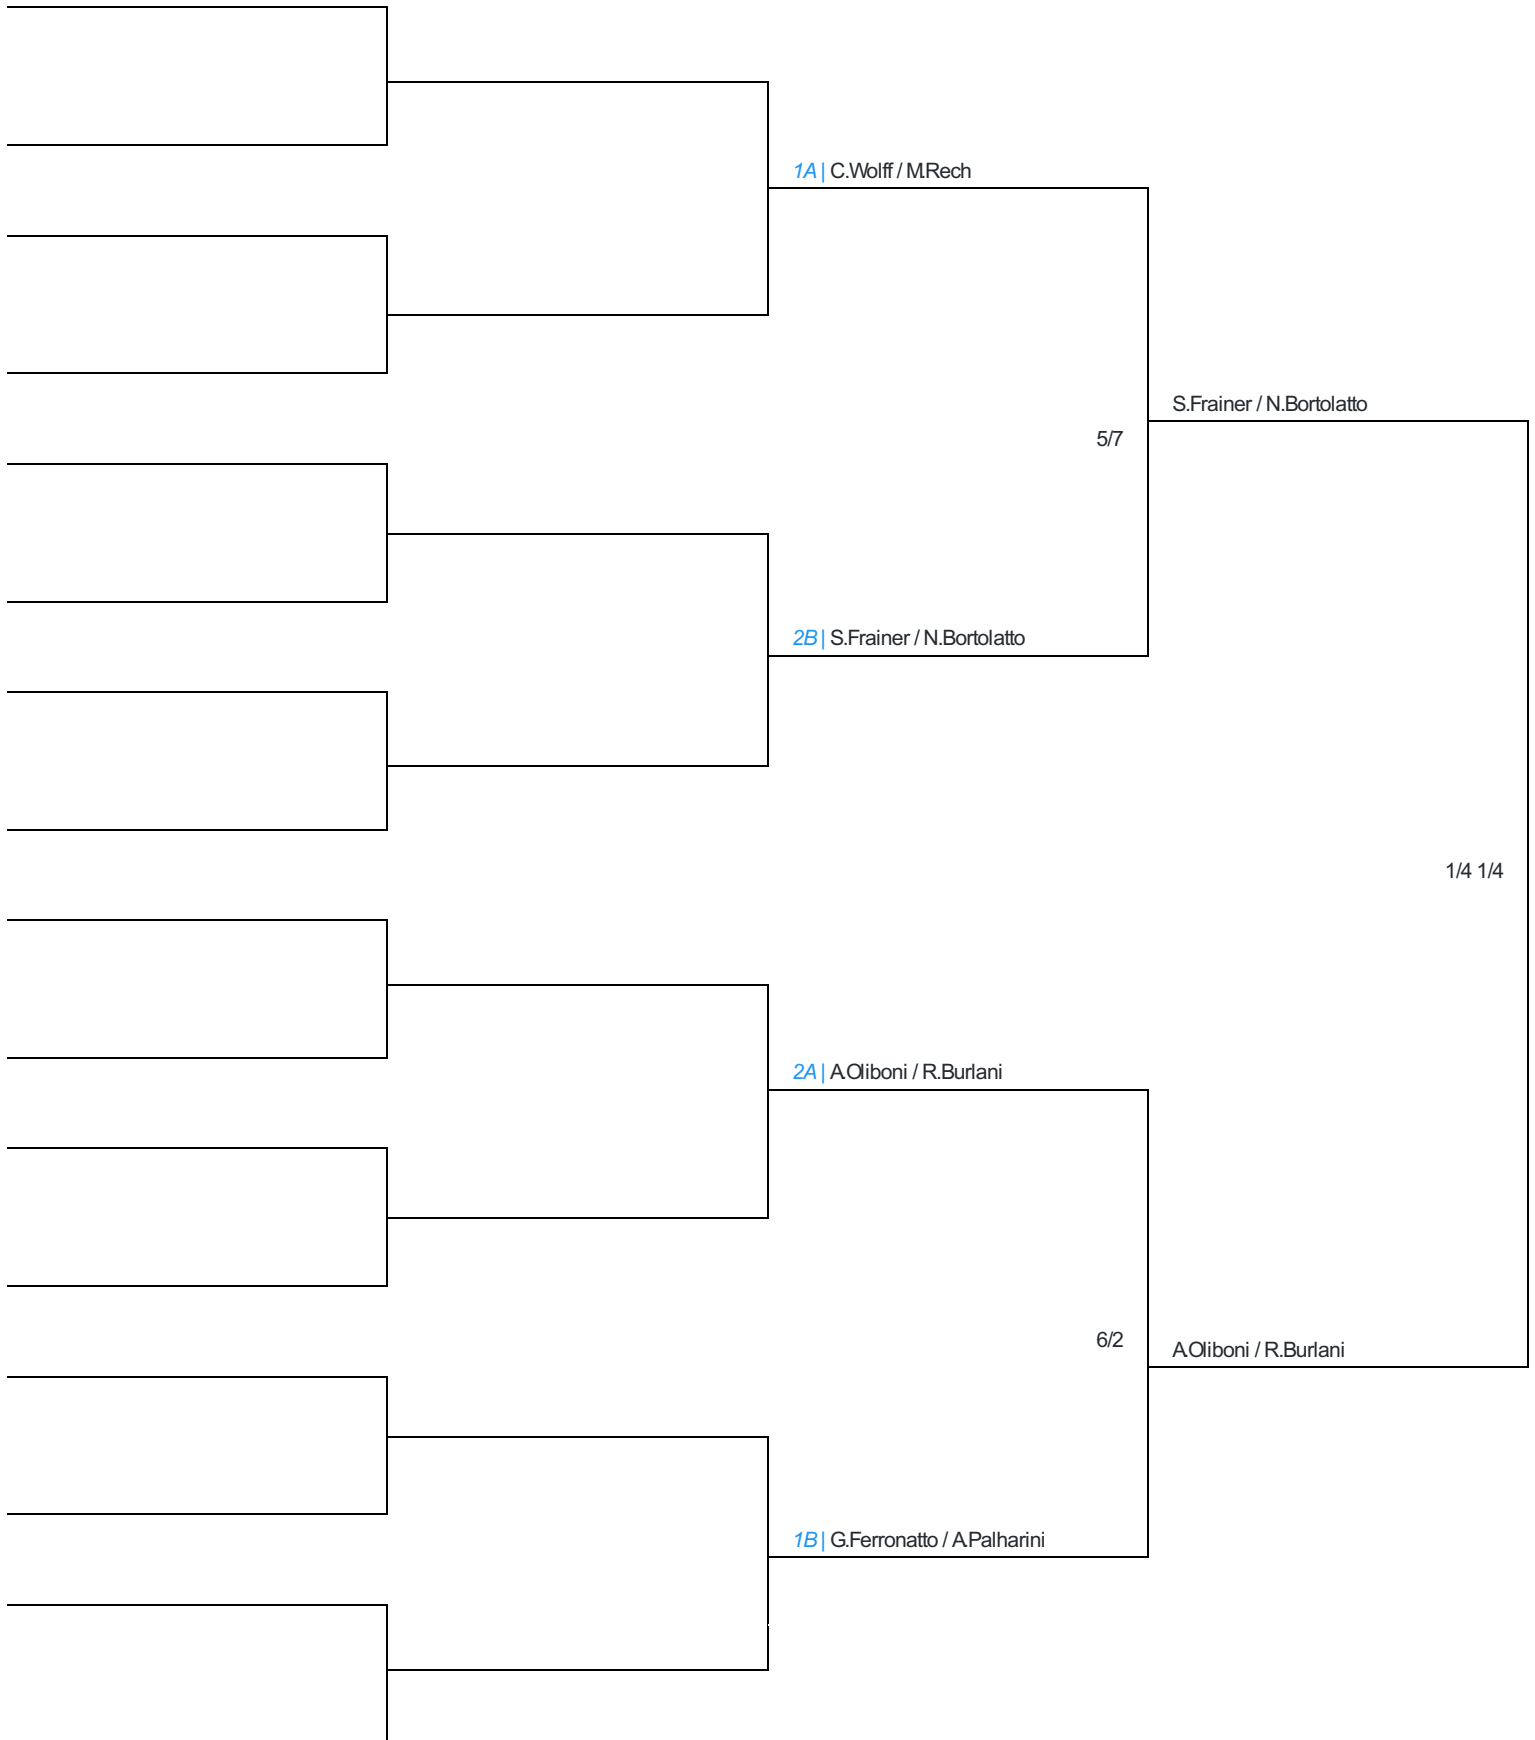 1A | C.Wolff / M.Rech
S.Frainer / N.Bortolatto
5/7
2B | S.Frainer / N.Bortolatto
1/4 1/4
2A | A.Oliboni / R.Burlani
6/2
A.Oliboni / R.Burlani
1B | G.Ferronatto / A.Palharini